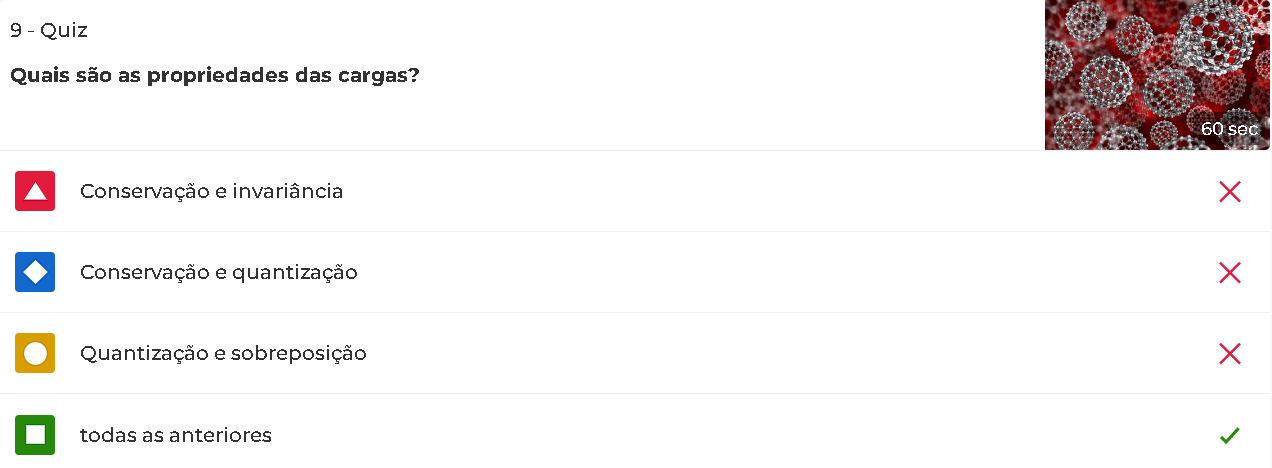 9 - Quiz
Quais são as propriedades das cargas?
60 sec
Conservação e invariância
Conservação e quantização
Quantização e sobreposição
todas as anteriores